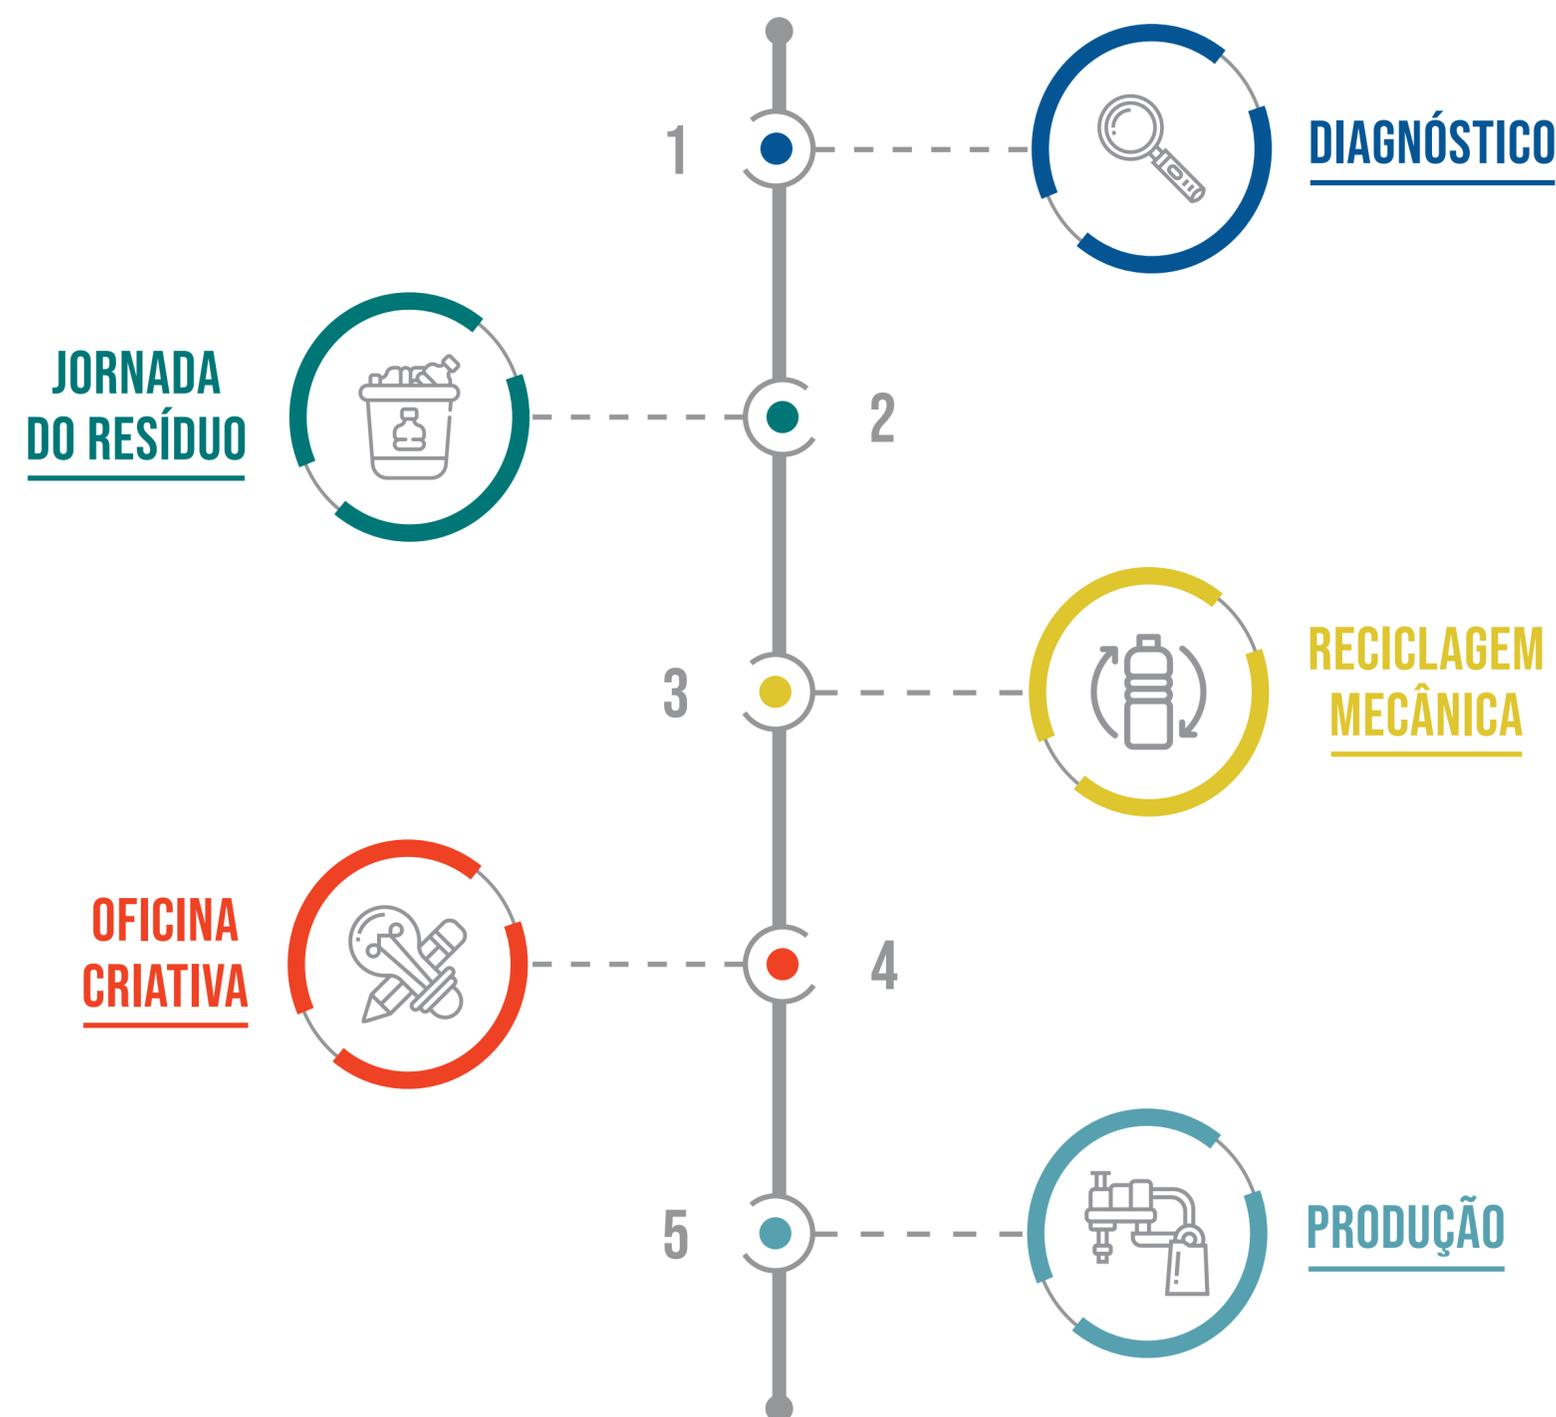 1
DIAGNÓSTICO
JORNADA
DO RESÍDUO
2
3
RECICLAGEM
MECÂNICA
OFICINA
CRIATIVA
4
5
PRODUÇÃO